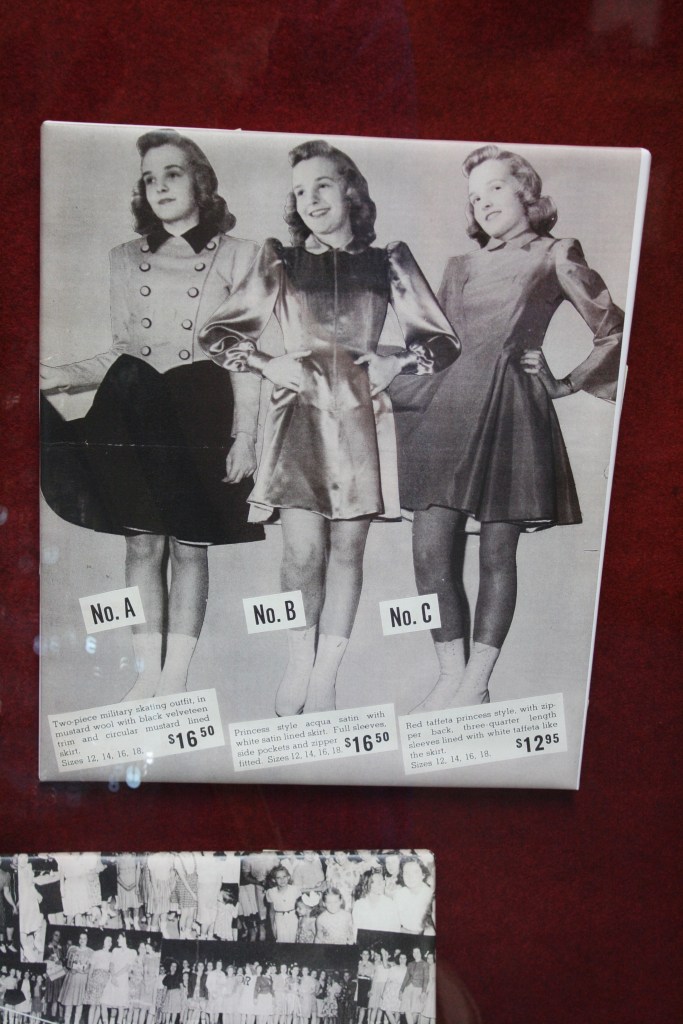 No. A
No. B
No. C
Two-piece military skating outfit, in
mustard wool with black velveteen
trim and circular mustard lined
skirt.
Sizes 12, 14, 16, 18. $16 50
Princess style acqua satin with
white satin lined skirt. Full sleeves,
side pockets and zipper
fitted. Sizes 12, 14, 16, 18. $16 50
Red taffeta princess style, with zip-
per back, three-quarter length
sleeves lined with white taffeta like
the skirt.
Sizes 12, 14, 16, 18. $12 95